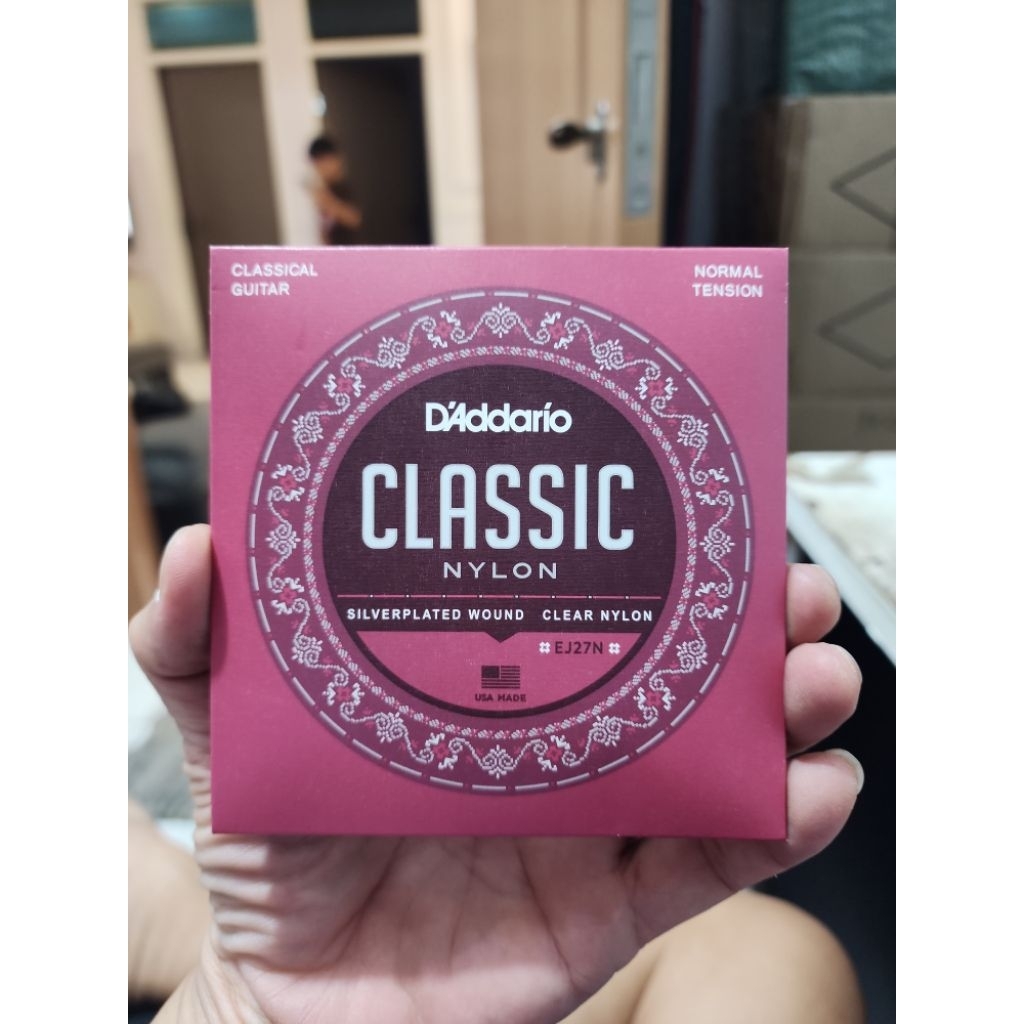 CLASSICAL
GUITAR
NORMAL
TENSION
D'Addario
CLASSIC
NYLON
SILVERPLATED WOUND CLEAR NYLON
EJ27N
USA MADE